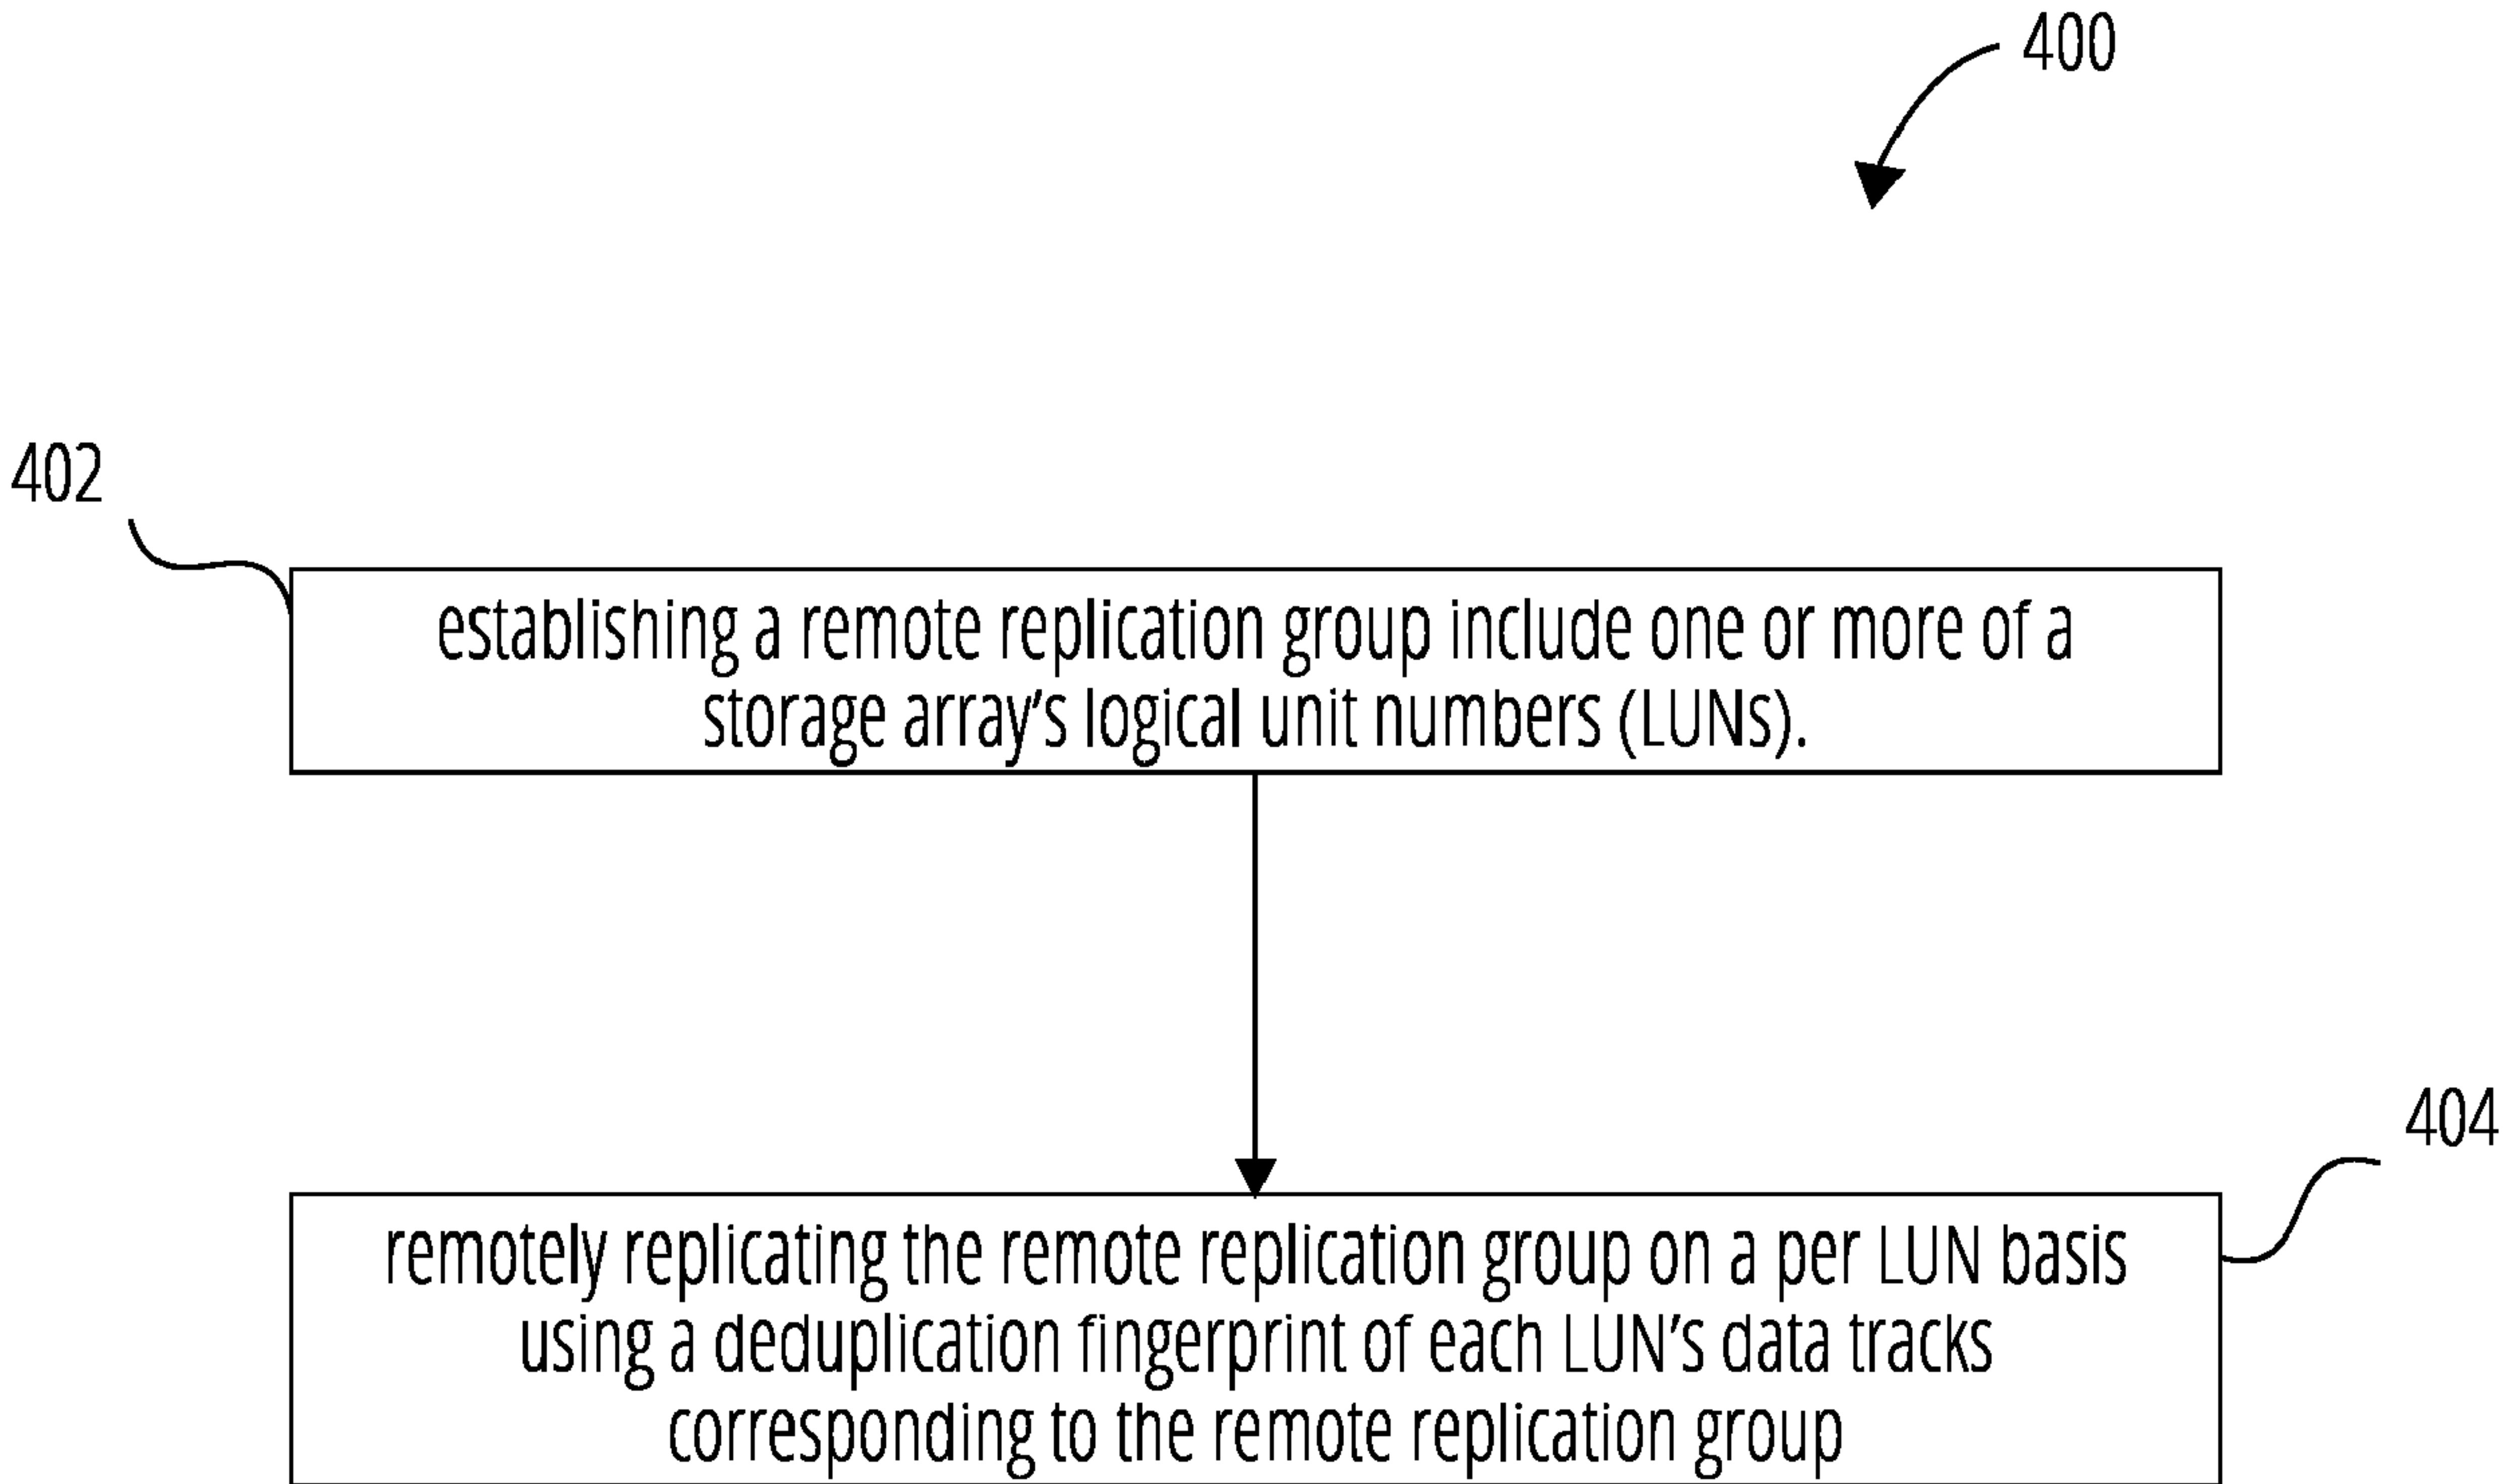 400
402
establishing a remote replication group include one or more of a
storage array's logical unit numbers (LUNs).
404
remotely replicating the remote replication group on a per LUN basis
using a deduplication fingerprint of each LUN's data tracks
corresponding to the remote replication group